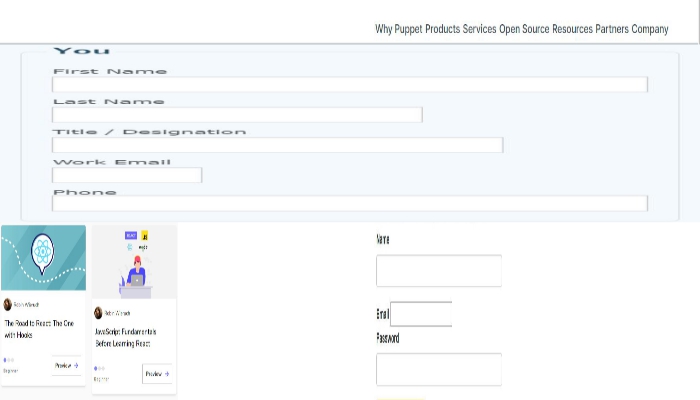 Why Puppet Products Services Open Source Resources Partners Company
You
First Name
Last Name
Title / Designation
Work Email
Phone
Robin Wieruch
The Road to React: The One
with Hooks
Preview →
Beginner
Robin Wieruch
JavaScript Fundamentals
Before Learning React
Preview →
Beginner
Name
Email
Password